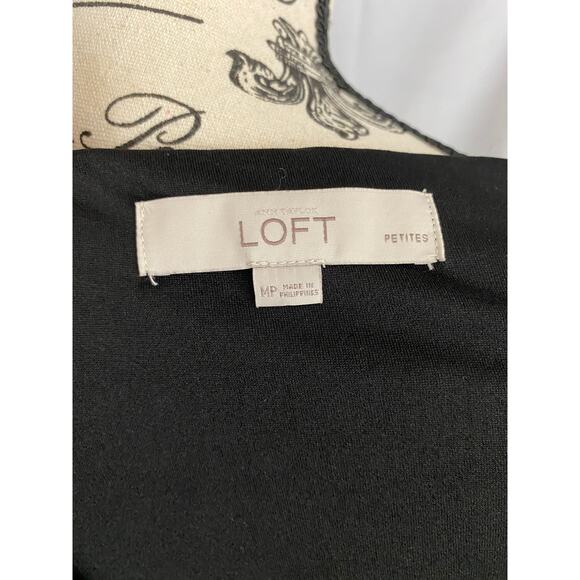 ANN TAYLOR
LOFT
PETITES
MP
MADE IN
PHILIPPINES